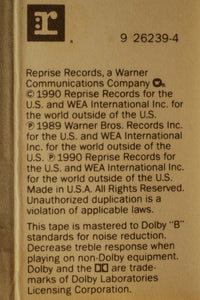 r
9 26239-4
Reprise Records, a Warner
Communications Company
© 1990 Reprise Records for the
U.S. and WEA International Inc. for
the world outside of the U.S.
℗ 1989 Warner Bros. Records Inc.
for the U.S. and WEA International
Inc. for the world outside of the
U.S. ℗ 1990 Reprise Records for
the U.S. and WEA International Inc.
for the world outside of the U.S.
Made in U.S.A. All Rights Reserved.
Unauthorized duplication is a
violation of applicable laws.
This tape is mastered to Dolby "B"
standards for noise reduction.
Decrease treble response when
playing on non-Dolby equipment.
Dolby and the are trade-
marks of Dolby Laboratories
Licensing Corporation.